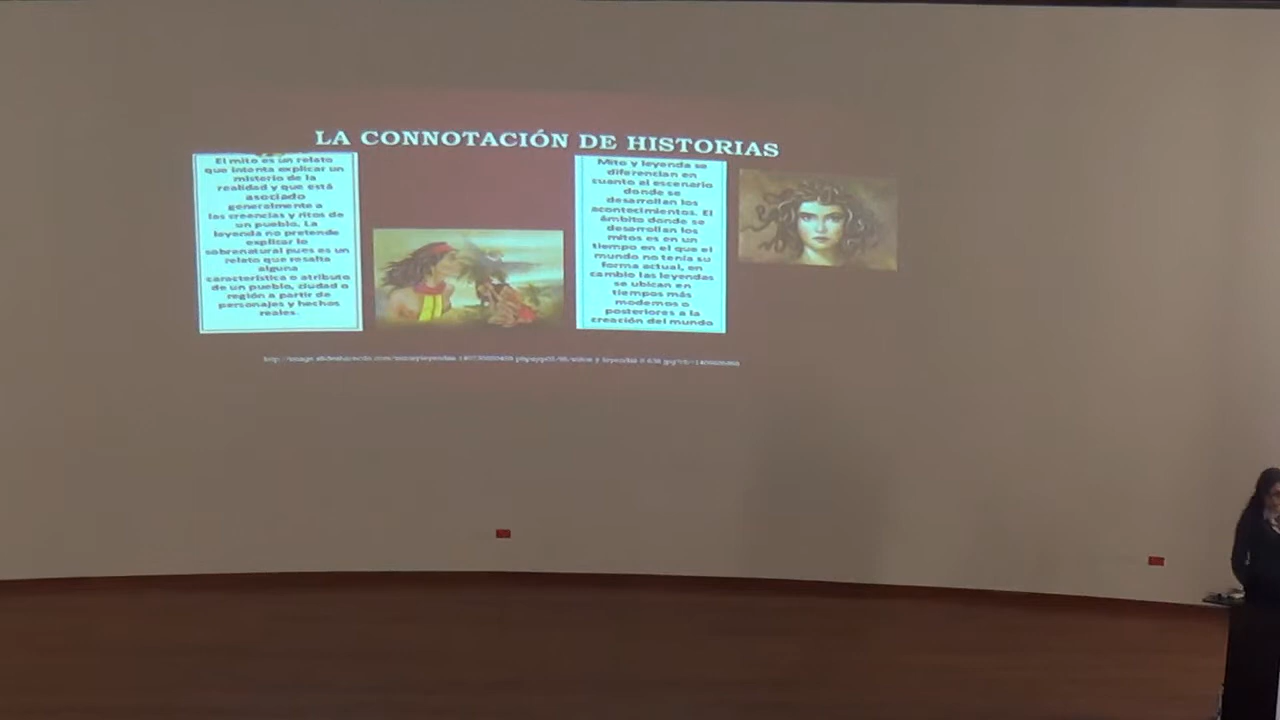 LA CONNOTACIÓN DE HISTORIAS
El mito es un relato
que intenta explicar un
misterio de la
realidad y que está
asociado
generalmente a
las creencias y ritos de
un pueblo. La
leyenda no pretende
explicar lo
sobrenatural pues es un
relato que resalta
alguna
característica o atributo
de un pueblo, ciudad o
región a partir de
personajes y hechos
reales.
Mito y leyenda se
diferencian en
cuanto al escenario
donde se
desarrollan los
acontecimientos. El
ámbito donde se
desarrollan los
mitos es en un
tiempo en el que el
mundo no tenía su
forma actual, en
cambio las leyendas
se ubican en
tiempos más
modernos o
posteriores a la
creación del mundo